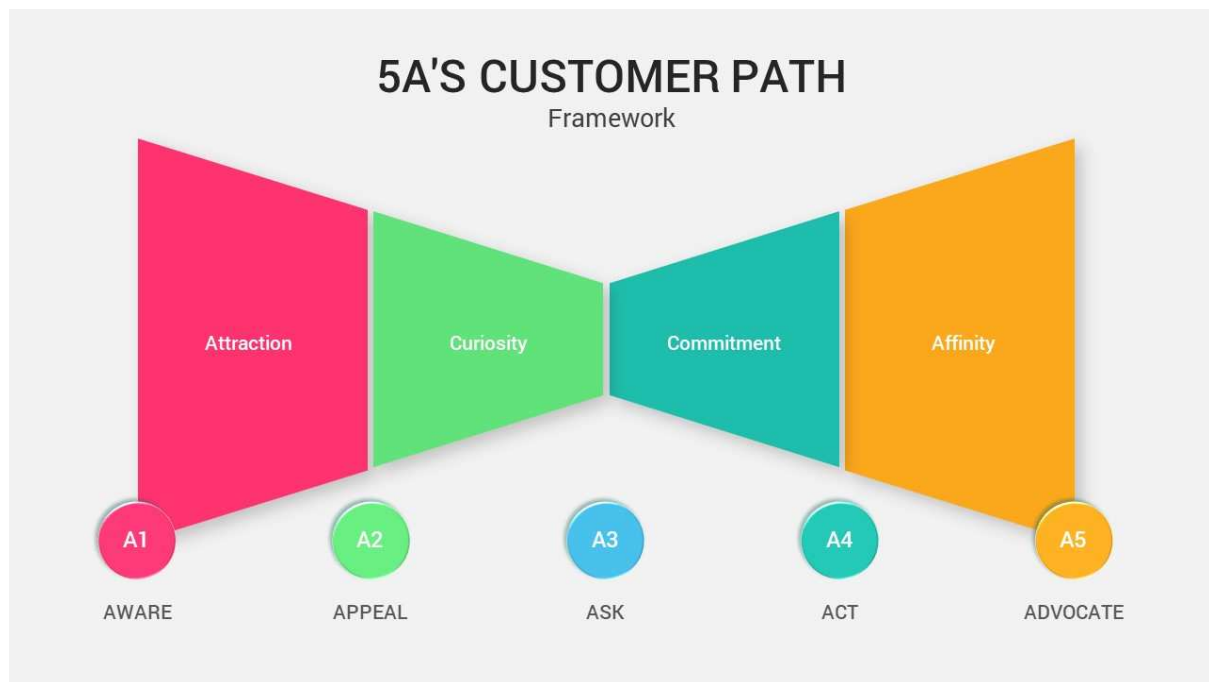 5A'S CUSTOMER PATH
Framework
Attraction
Curiosity
Commitment
Affinity
A1
A2
A3
A4
A5
AWARE
APPEAL
ASK
ACT
ADVOCATE